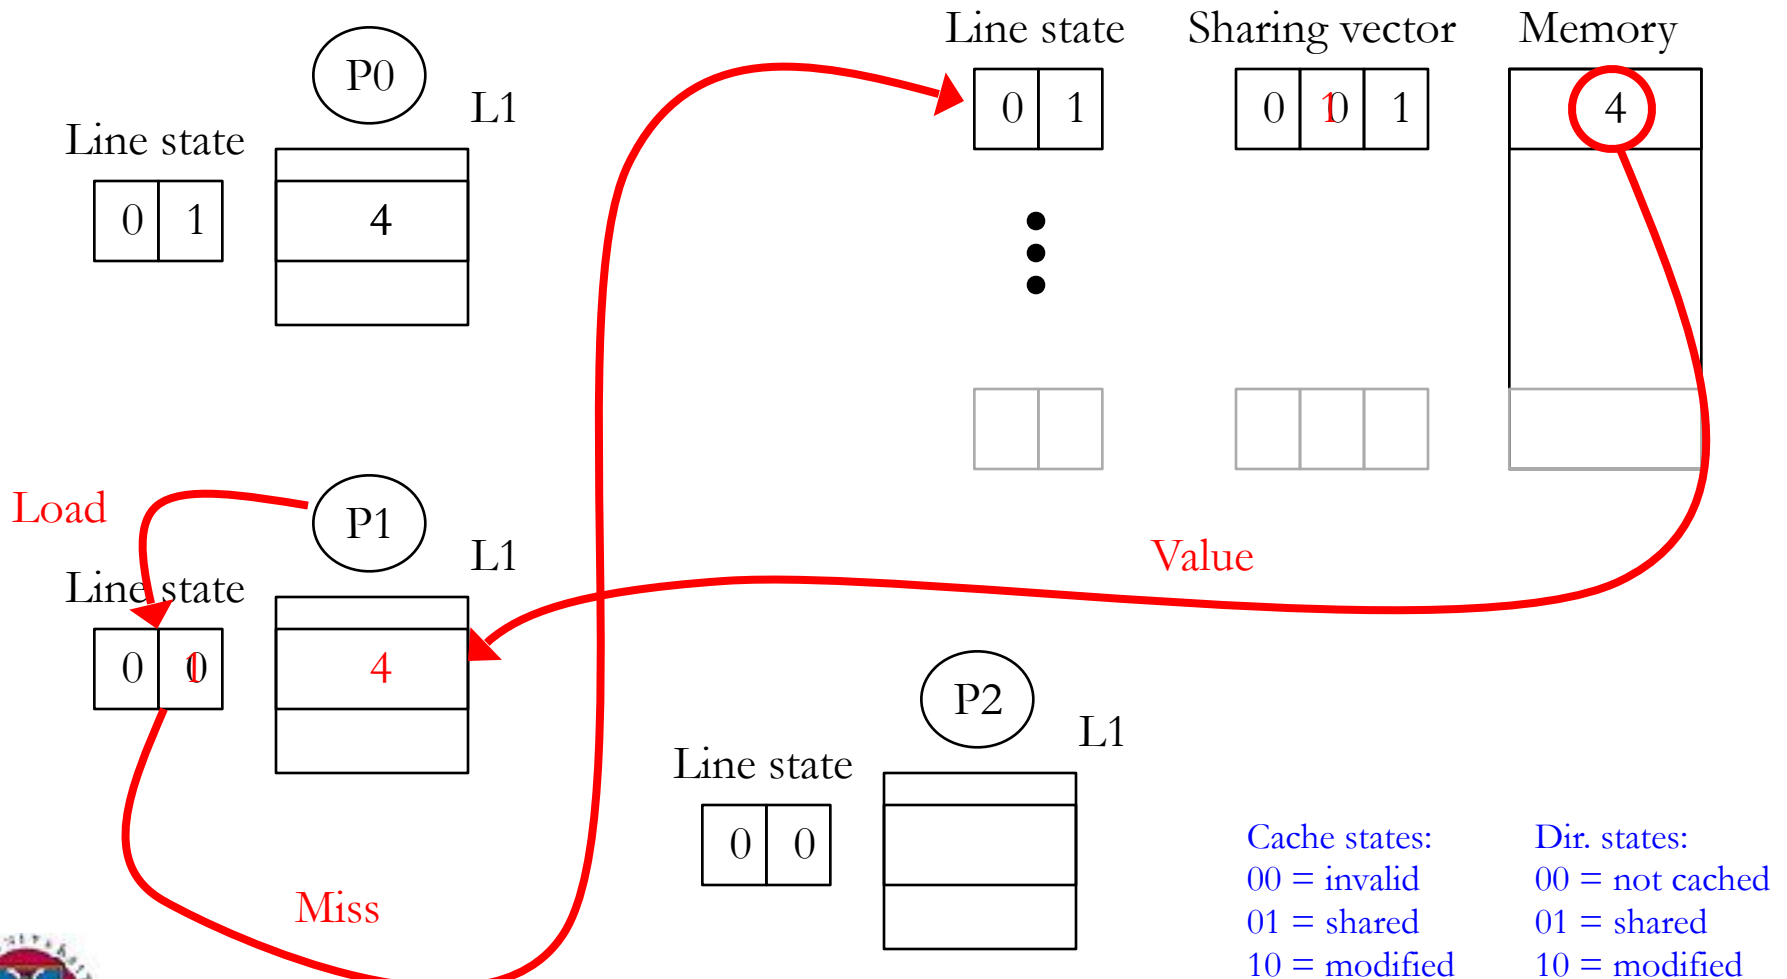 Line state Sharing vector Memory
P0
L1
0 1 0 1 0 1 4
Line state
0 1 4
Load
P1
L1
Value
Line state
0 0 1 4
P2
L1
Line state
0 0
Miss
Cache states: Dir. states:
00 = invalid 00 = not cached
01 = shared 01 = shared
10 = modified 10 = modified